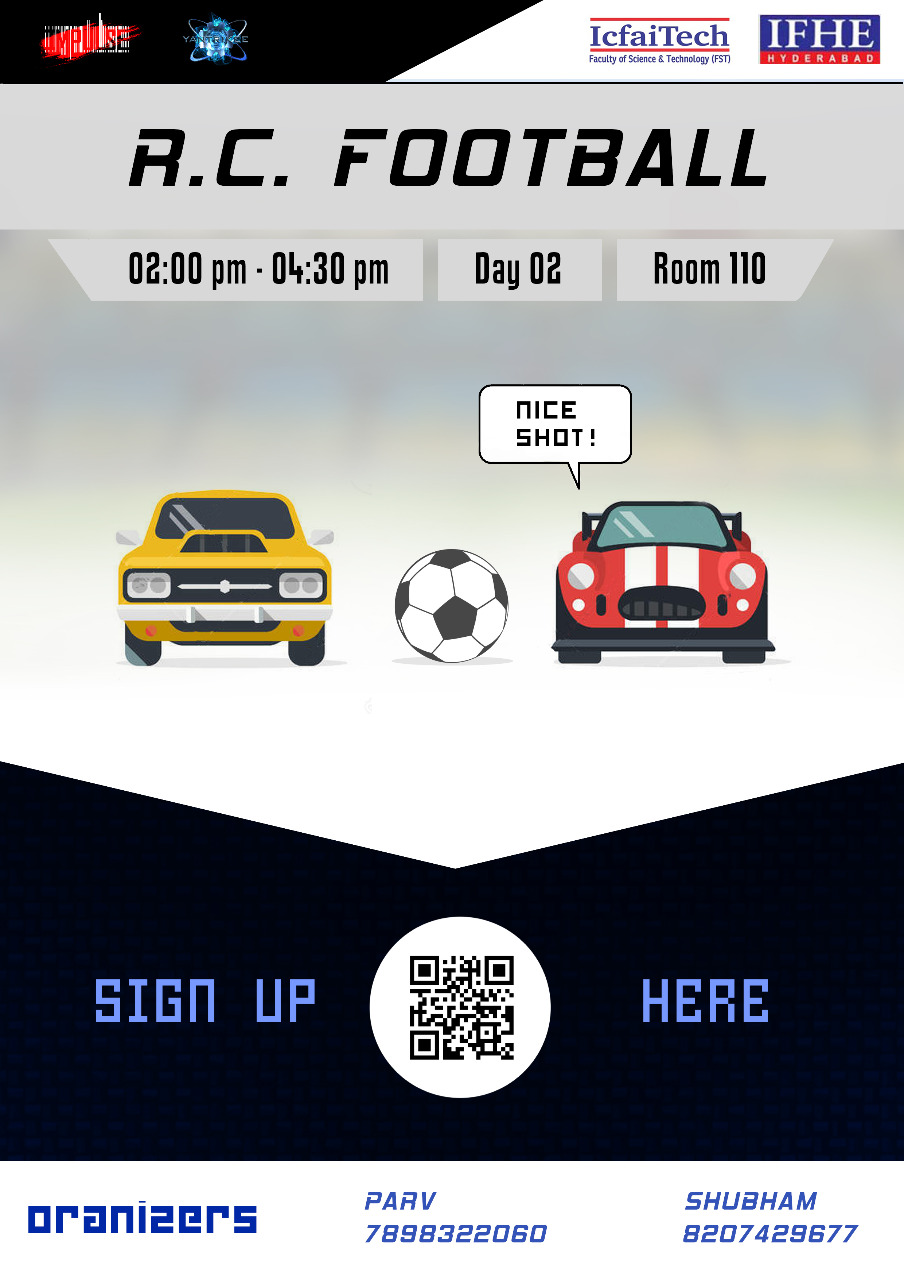 IMPULSE
IcfaiTech
Faculty of Science & Technology (FST)
IFHE
HYDERABAD
R.C. FOOTBALL
02:00 pm - 04:30 pm
Day 02
Room 110
NICE
SHOT!
SIGN UP
HERE
oranizers
PARV
7898322060
SHUBHAM
8207429677